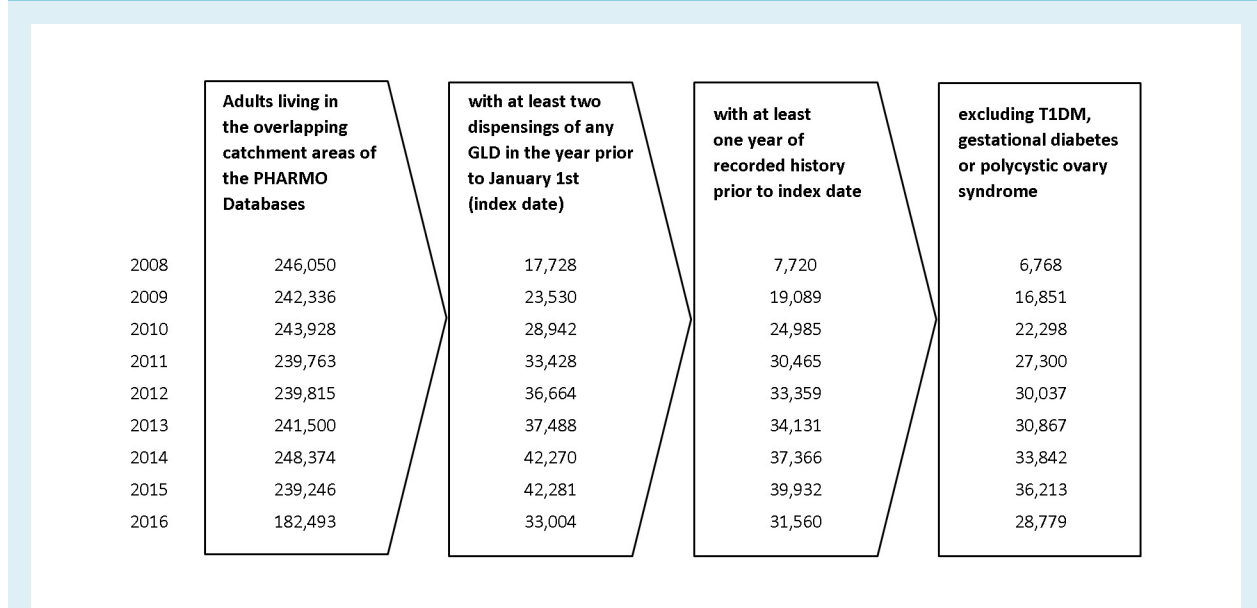 Adults living in
the overlapping
catchment areas of
the PHARMO
Databases
with at least two
dispensings of any
GLD in the year prior
to January 1st
(index date)
with at least
one year of
recorded history
prior to index date
excluding T1DM,
gestational diabetes
or polycystic ovary
syndrome
2008 246,050 17,728 7,720 6,768
2009 242,336 23,530 19,089 16,851
2010 243,928 28,942 24,985 22,298
2011 239,763 33,428 30,465 27,300
2012 239,815 36,664 33,359 30,037
2013 241,500 37,488 34,131 30,867
2014 248,374 42,270 37,366 33,842
2015 239,246 42,281 39,932 36,213
2016 182,493 33,004 31,560 28,779